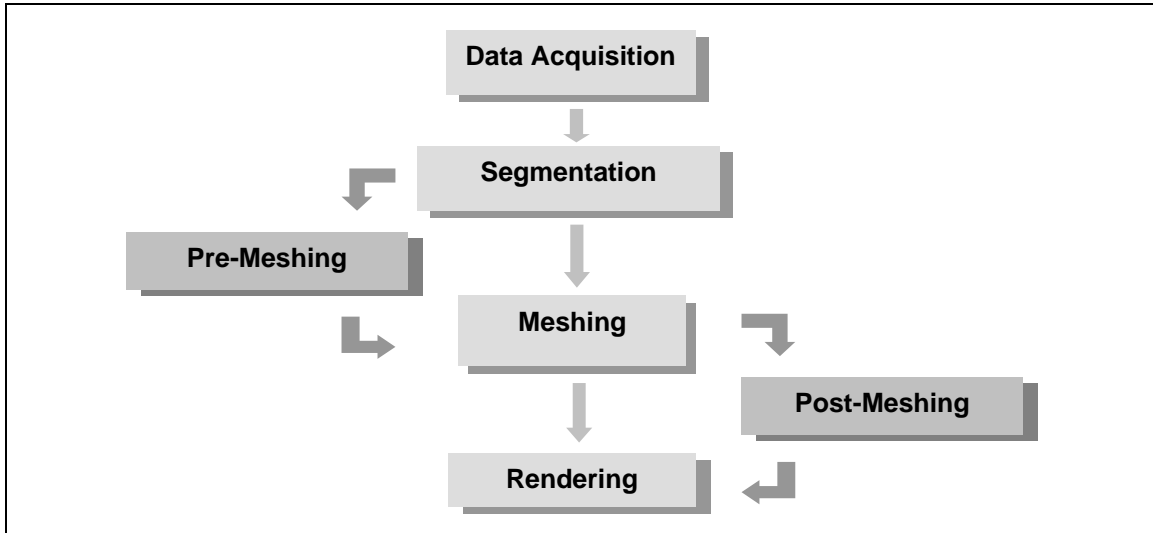 Data Acquisition
Segmentation
Pre-Meshing
Meshing
Post-Meshing
Rendering